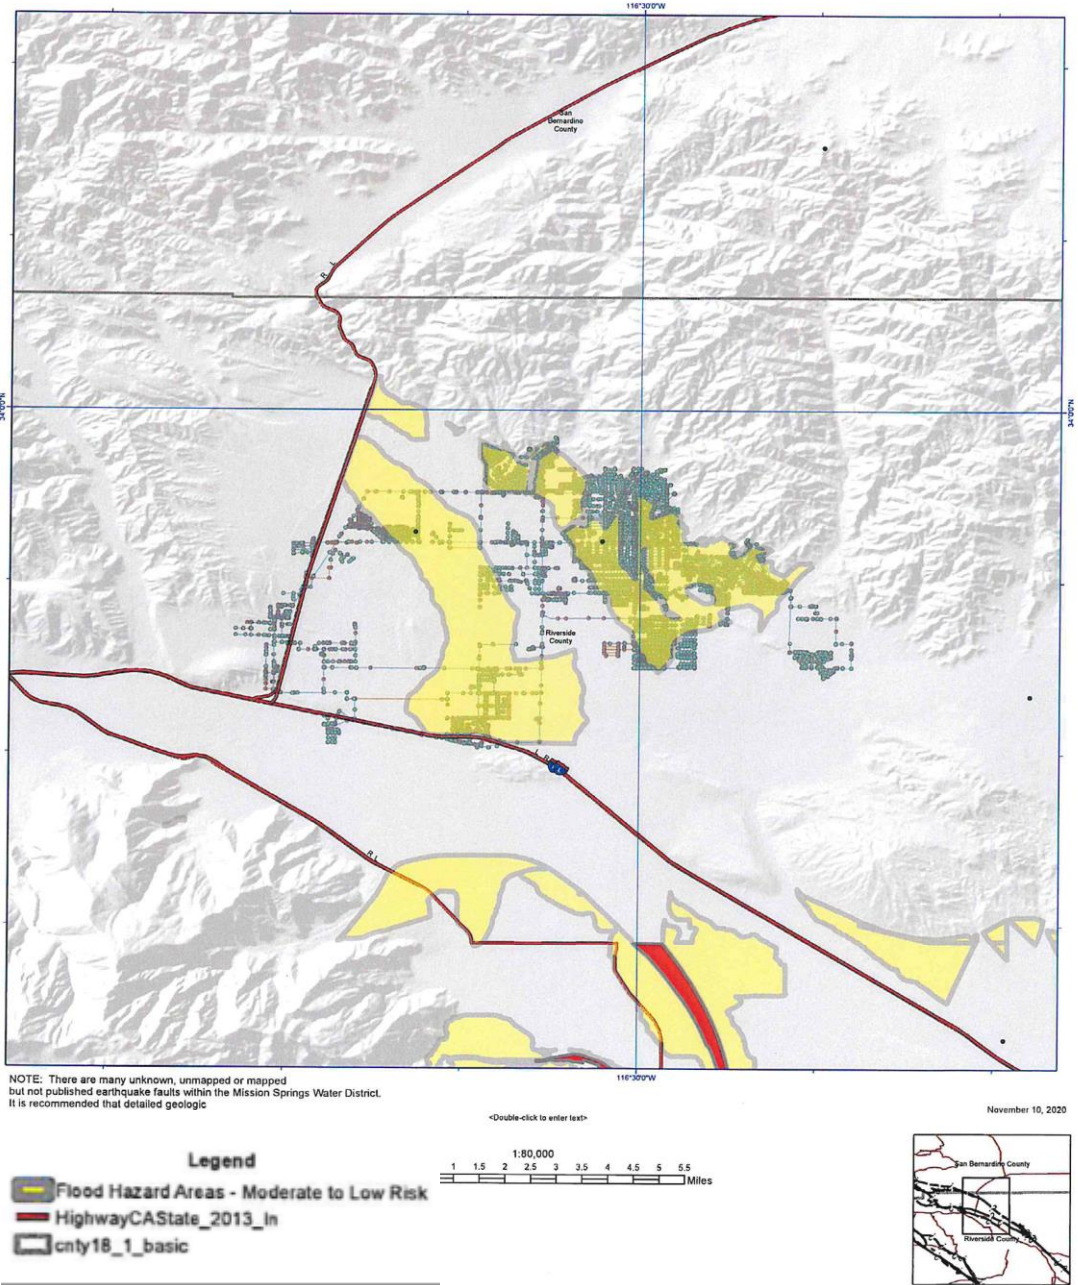 116°30'0"W
San
Bernardino
County
R L
34°0'0"N
34°0'0"N
Riverside
County
R L
116°30'0"W
NOTE: There are many unknown, unmapped or mapped
but not published earthquake faults within the Mission Springs Water District.
It is recommended that detailed geologic
<Double-click to enter text>
November 10, 2020
Legend
Flood Hazard Areas - Moderate to Low Risk
HighwayCAState_2013_ln
cnty18_1_basic
1:80,000
1 1.5 2 2.5 3 3.5 4 4.5 5 5.5
Miles
San Bernardino County
Riverside County